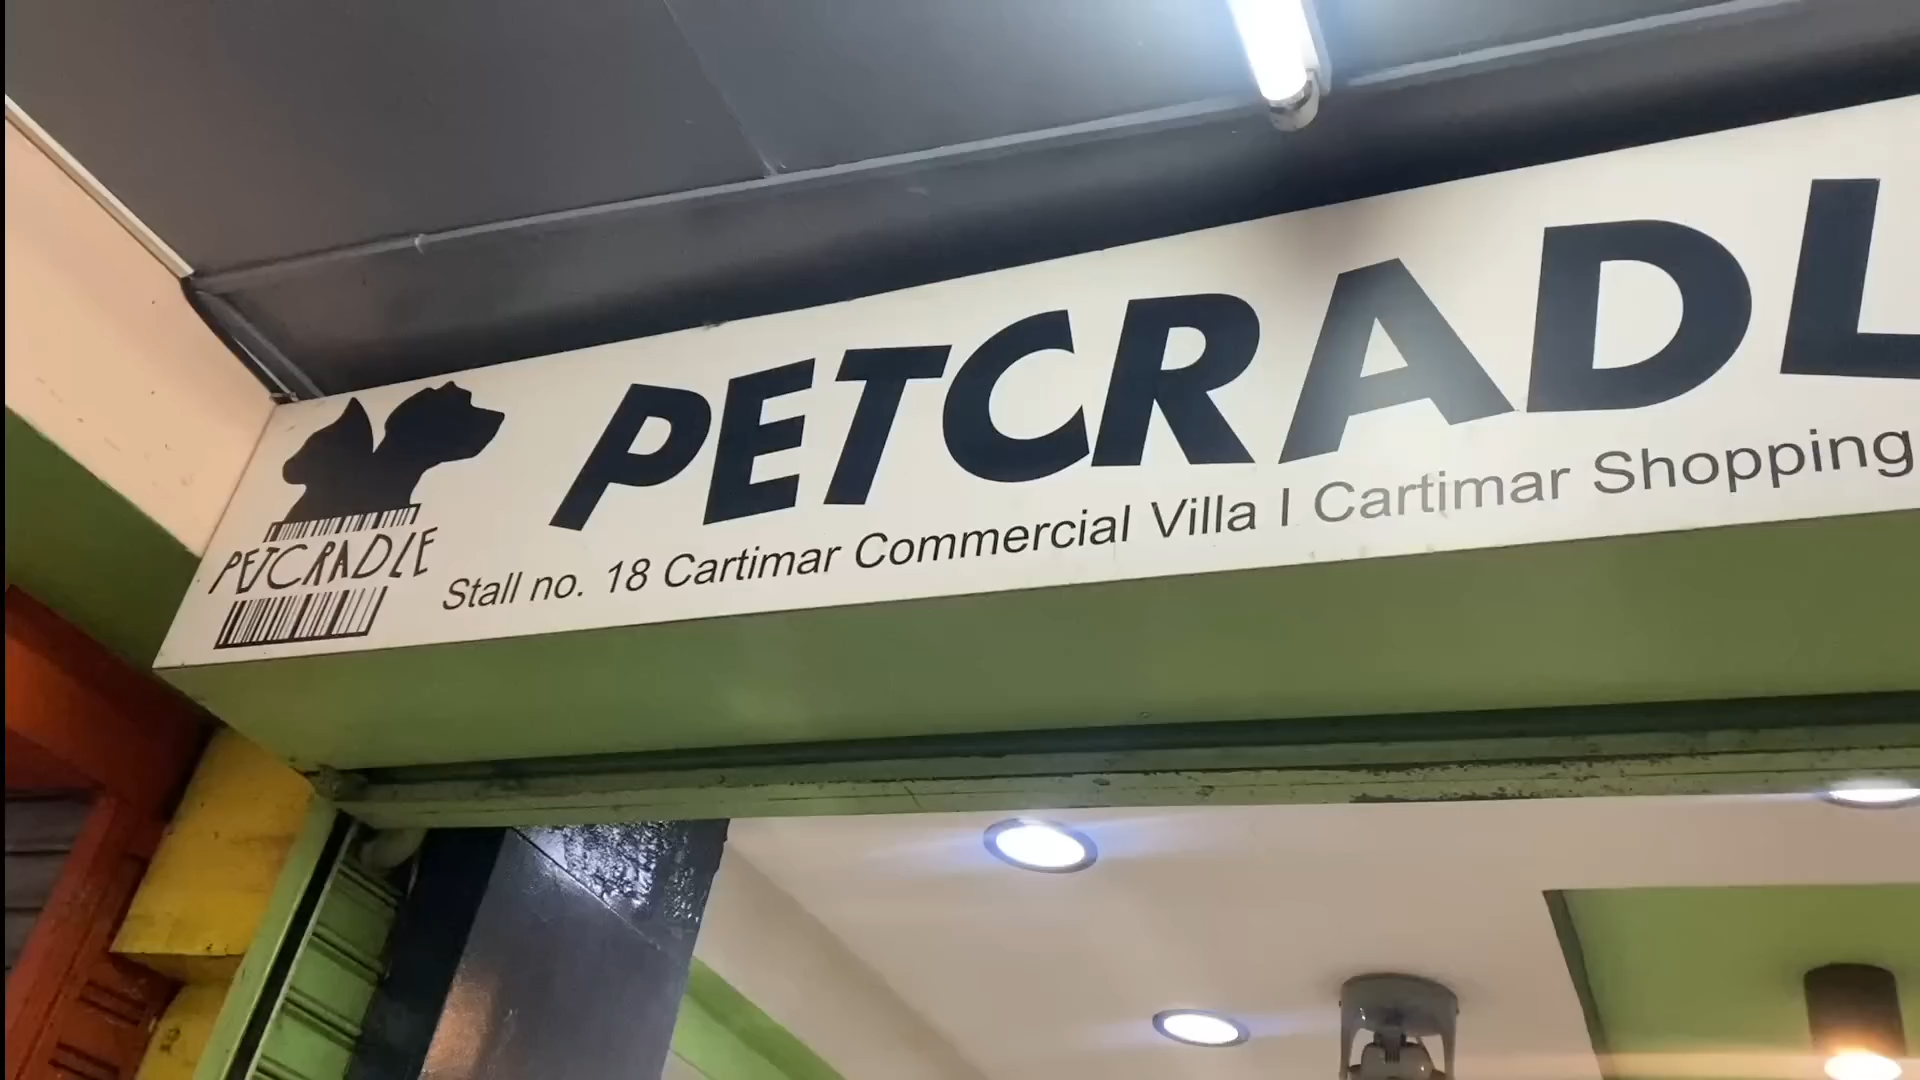 PETCRADL
PETCRADLE
Stall no. 18 Cartimar Commercial Villa I Cartimar Shopping